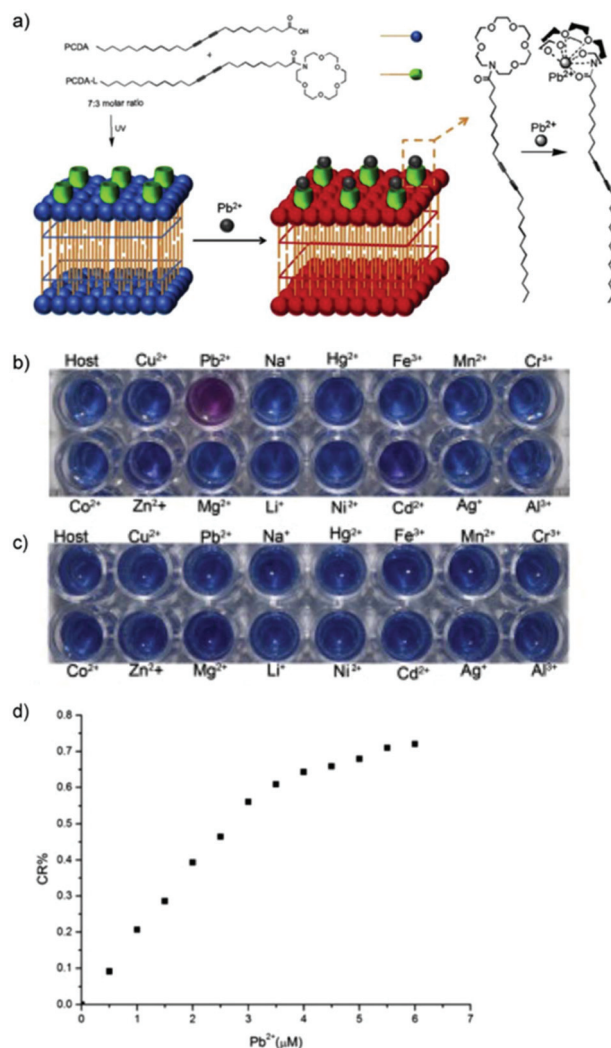 a)
PCDA
OH
O
+
PCDA-L
O
N
O
O
O
O
O
7:3 molar ratio
UV
Pb²⁺
Pb²⁺
Pb²⁺
b)
Host Cu²⁺ Pb²⁺ Na⁺ Hg²⁺ Fe³⁺ Mn²⁺ Cr³⁺
Co²⁺ Zn²+ Mg²⁺ Li⁺ Ni²⁺ Cd²⁺ Ag⁺ Al³⁺
c)
Host Cu²⁺ Pb²⁺ Na⁺ Hg²⁺ Fe³⁺ Mn²⁺ Cr³⁺
Co²⁺ Zn²+ Mg²⁺ Li⁺ Ni²⁺ Cd²⁺ Ag⁺ Al³⁺
d)
CR%
0.8
0.7
0.6
0.5
0.4
0.3
0.2
0.1
0.0
0 1 2 3 4 5 6 7
Pb²⁺(μM)